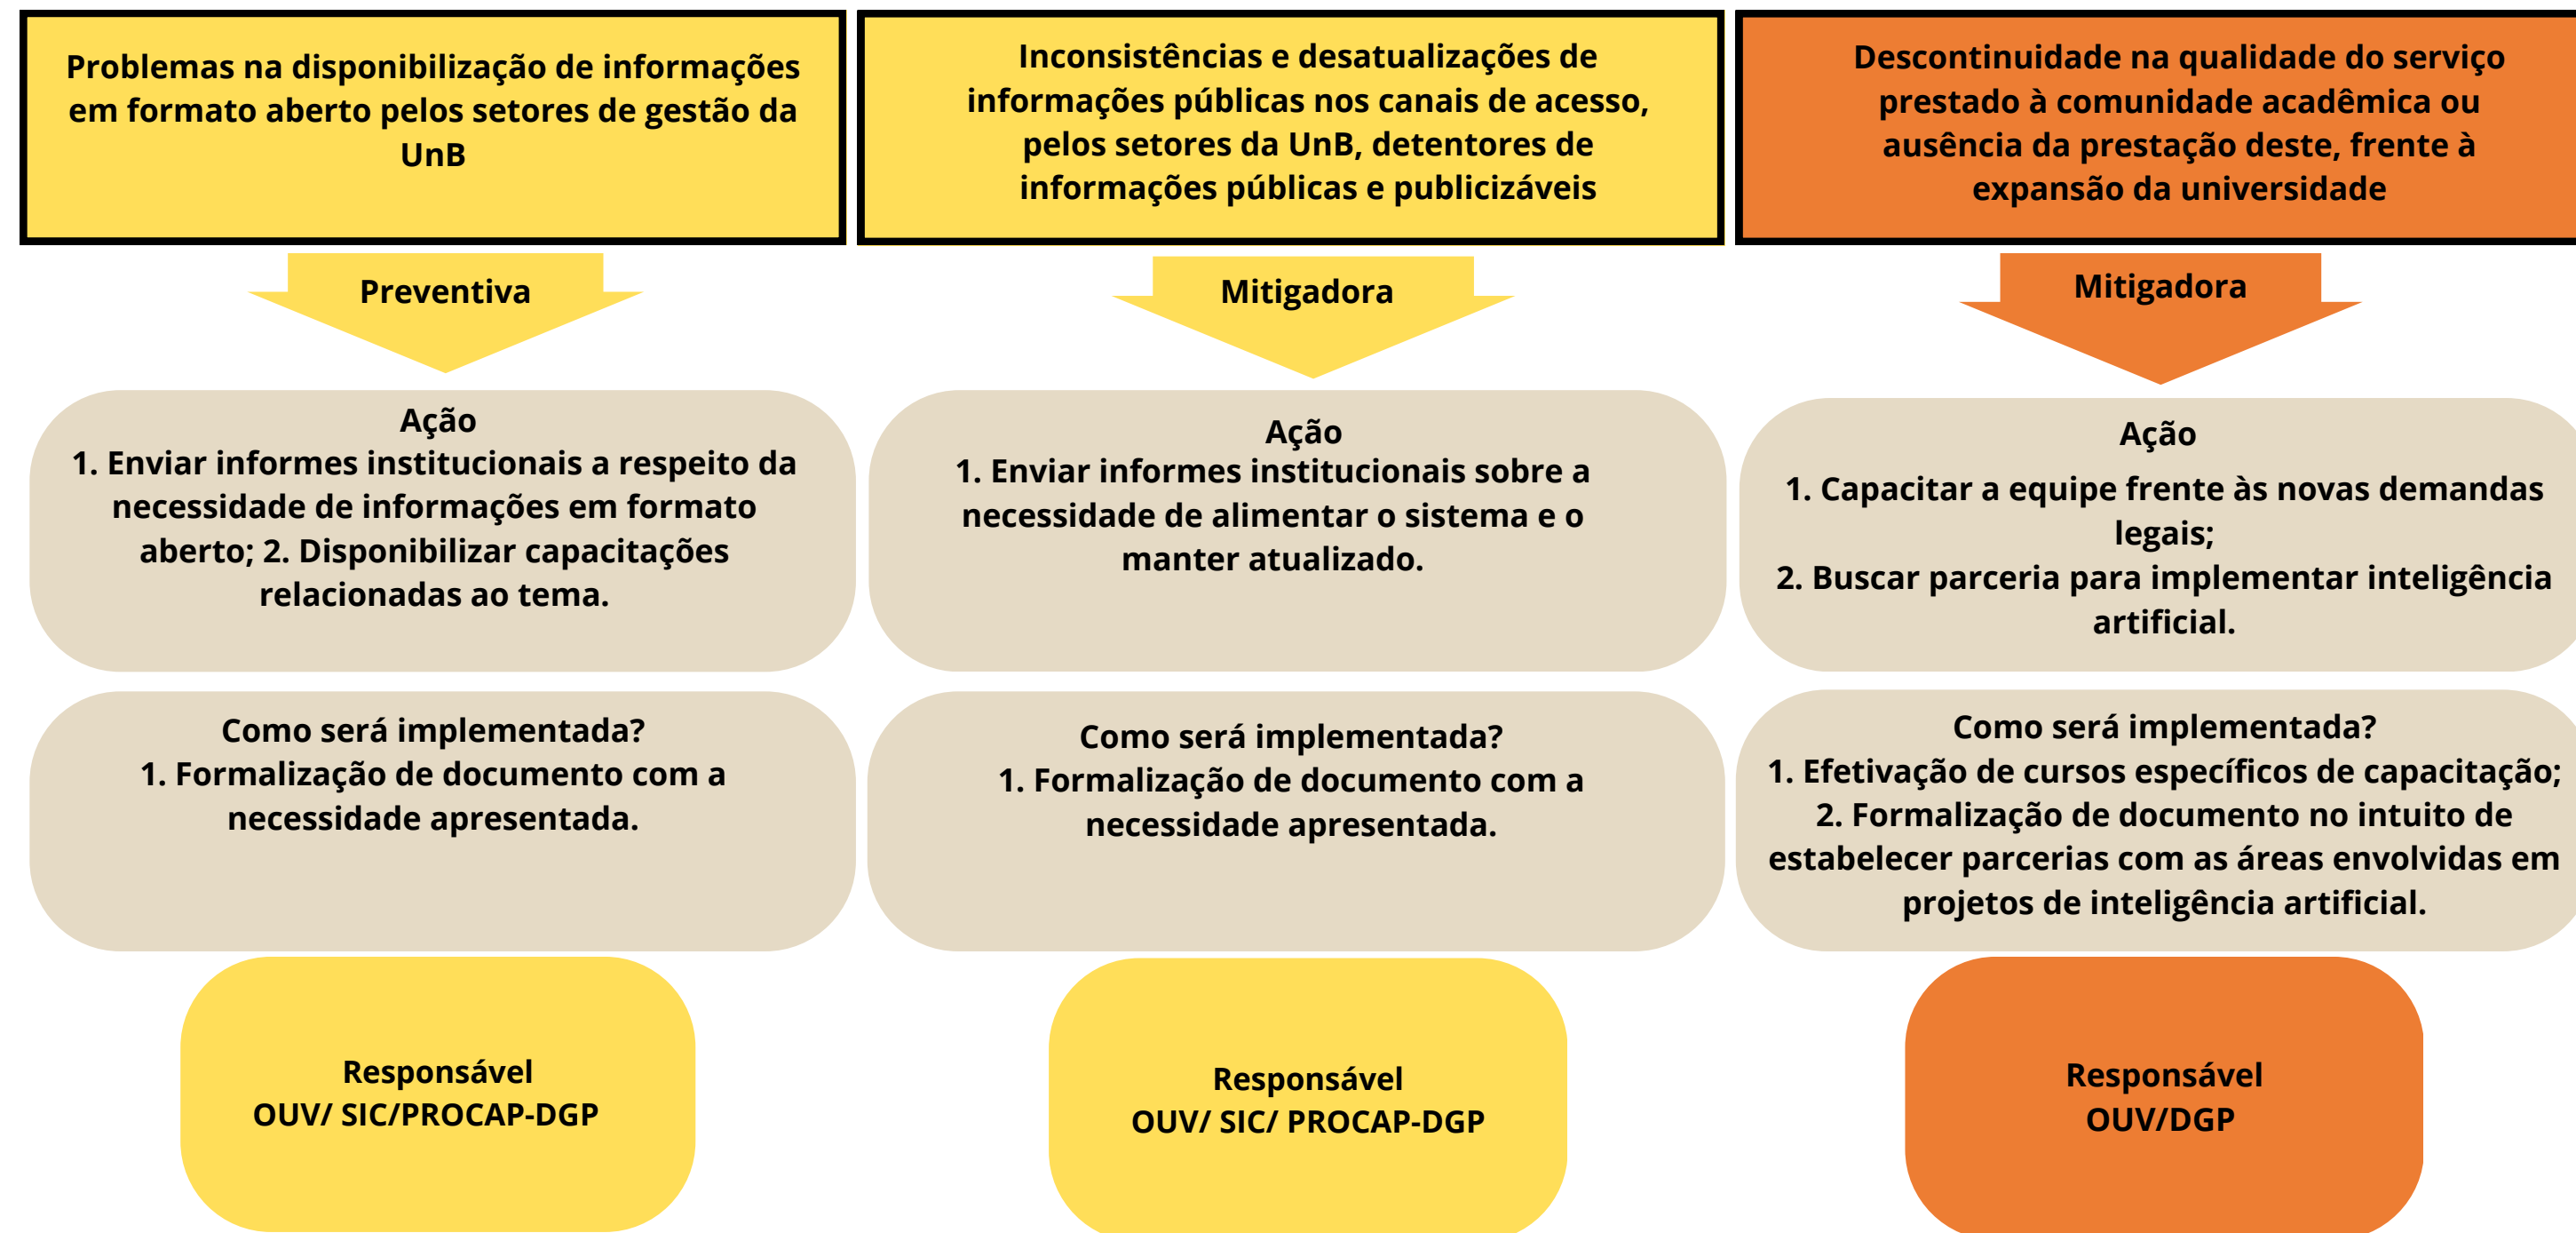 Problemas na disponibilização de informações
em formato aberto pelos setores de gestão da
UnB
Preventiva
Ação
1. Enviar informes institucionais a respeito da
necessidade de informações em formato
aberto; 2. Disponibilizar capacitações
relacionadas ao tema.
Como será implementada?
1. Formalização de documento com a
necessidade apresentada.
Responsável
OUV/ SIC/PROCAP-DGP
Inconsistências e desatualizações de
informações públicas nos canais de acesso,
pelos setores da UnB, detentores de
informações públicas e publicizáveis
Mitigadora
Ação
1. Enviar informes institucionais sobre a
necessidade de alimentar o sistema e o
manter atualizado.
Como será implementada?
1. Formalização de documento com a
necessidade apresentada.
Responsável
OUV/ SIC/ PROCAP-DGP
Descontinuidade na qualidade do serviço
prestado à comunidade acadêmica ou
ausência da prestação deste, frente à
expansão da universidade
Mitigadora
Ação
1. Capacitar a equipe frente às novas demandas
legais;
2. Buscar parceria para implementar inteligência
artificial.
Como será implementada?
1. Efetivação de cursos específicos de capacitação;
2. Formalização de documento no intuito de
estabelecer parcerias com as áreas envolvidas em
projetos de inteligência artificial.
Responsável
OUV/DGP